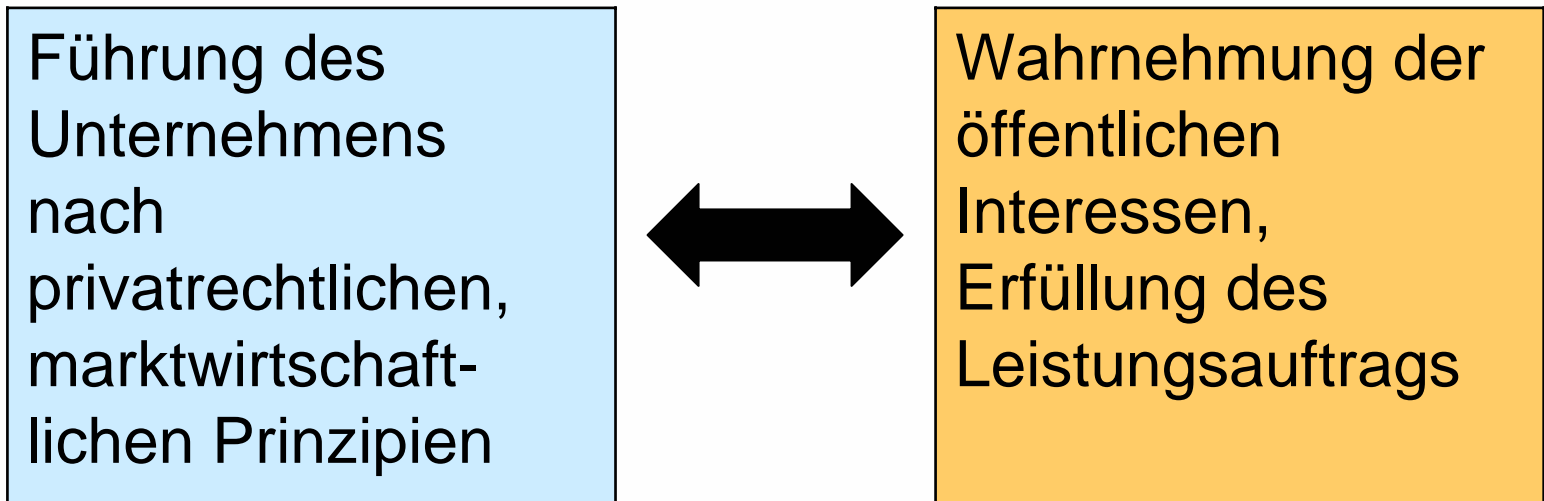 Führung des
Unternehmens
nach
privatrechtlichen,
marktwirtschaft-
lichen Prinzipien
Wahrnehmung der
öffentlichen
Interessen,
Erfüllung des
Leistungsauftrags